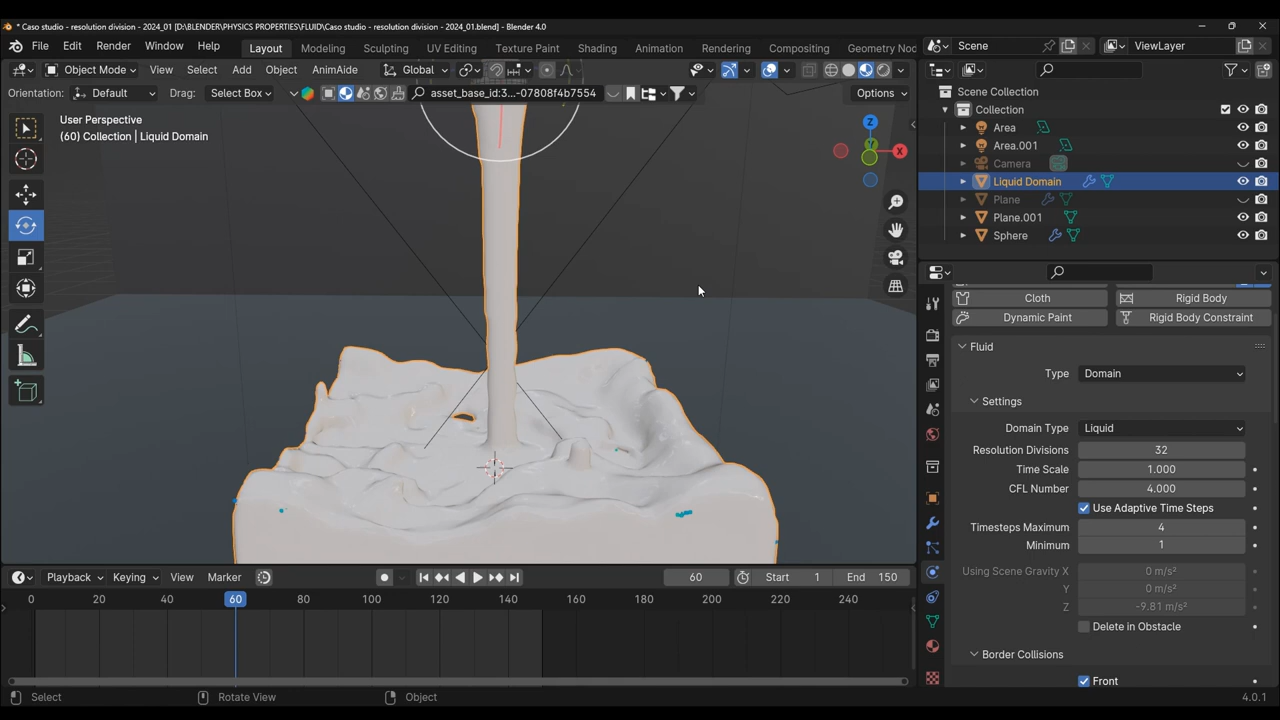 * Caso studio - resolution division - 2024_01 [D:\BLENDER\PHYSICS PROPERTIES\FLUID\Caso studio - resolution division - 2024_01.blend] - Blender 4.0
File Edit Render Window Help Layout Modeling Sculpting UV Editing Texture Paint Shading Animation Rendering Compositing Geometry Noc Scene ViewLayer
Object Mode View Select Add Object AnimAide Global
Orientation: Default Drag: Select Box asset_base_id:3...-07808f4b7554 Options
Scene Collection
Collection
Area
Area.001
Camera
Liquid Domain
Plane
Plane.001
Sphere
User Perspective
(60) Collection | Liquid Domain
Z
Y
X
Cloth Rigid Body
Dynamic Paint Rigid Body Constraint
Fluid
Type Domain
Settings
Domain Type Liquid
Resolution Divisions 32
Time Scale 1.000
CFL Number 4.000
Use Adaptive Time Steps
Timesteps Maximum 4
Minimum 1
Using Scene Gravity X 0 m/s²
Y 0 m/s²
Z -9.81 m/s²
Delete in Obstacle
Border Collisions
Front
Playback Keying View Marker 60 Start 1 End 150
0 20 40 60 80 100 120 140 160 180 200 220 240
Select Rotate View Object 4.0.1